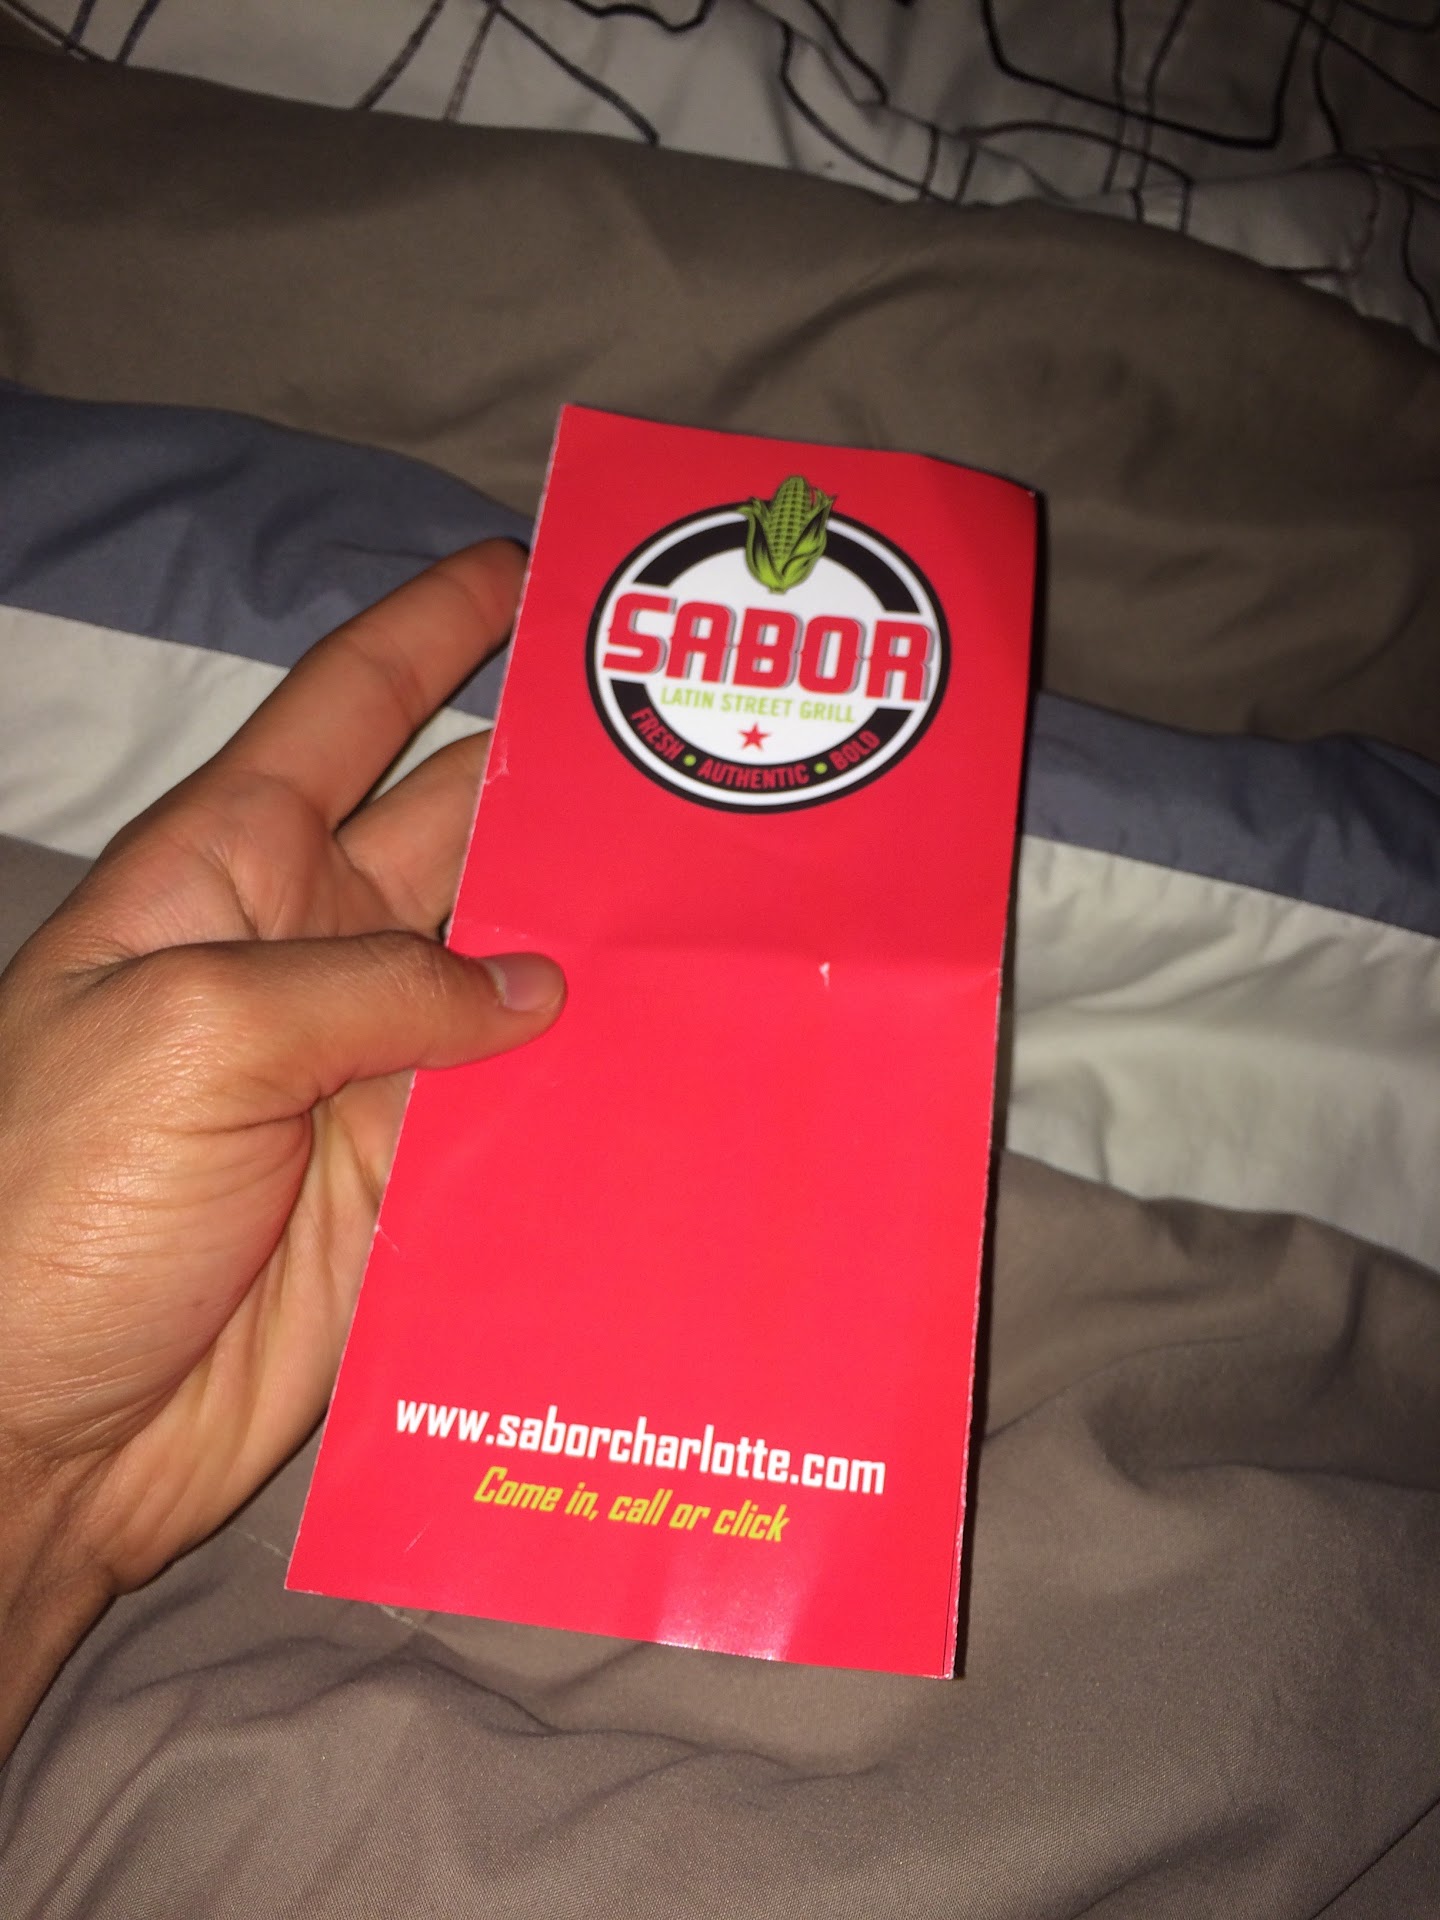 SABOR
LATIN STREET GRILL
FRESH • AUTHENTIC • BOLD
www.saborcharlotte.com
Come in, call or click